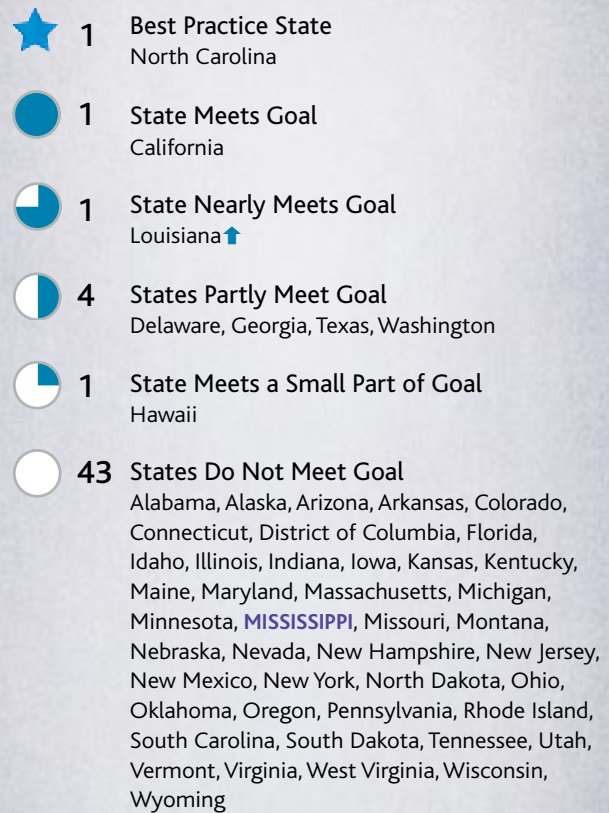 1 Best Practice State
North Carolina
1 State Meets Goal
California
1 State Nearly Meets Goal
Louisiana
4 States Partly Meet Goal
Delaware, Georgia, Texas, Washington
1 State Meets a Small Part of Goal
Hawaii
43 States Do Not Meet Goal
Alabama, Alaska, Arizona, Arkansas, Colorado,
Connecticut, District of Columbia, Florida,
Idaho, Illinois, Indiana, Iowa, Kansas, Kentucky,
Maine, Maryland, Massachusetts, Michigan,
Minnesota, MISSISSIPPI, Missouri, Montana,
Nebraska, Nevada, New Hampshire, New Jersey,
New Mexico, New York, North Dakota, Ohio,
Oklahoma, Oregon, Pennsylvania, Rhode Island,
South Carolina, South Dakota, Tennessee, Utah,
Vermont, Virginia, West Virginia, Wisconsin,
Wyoming